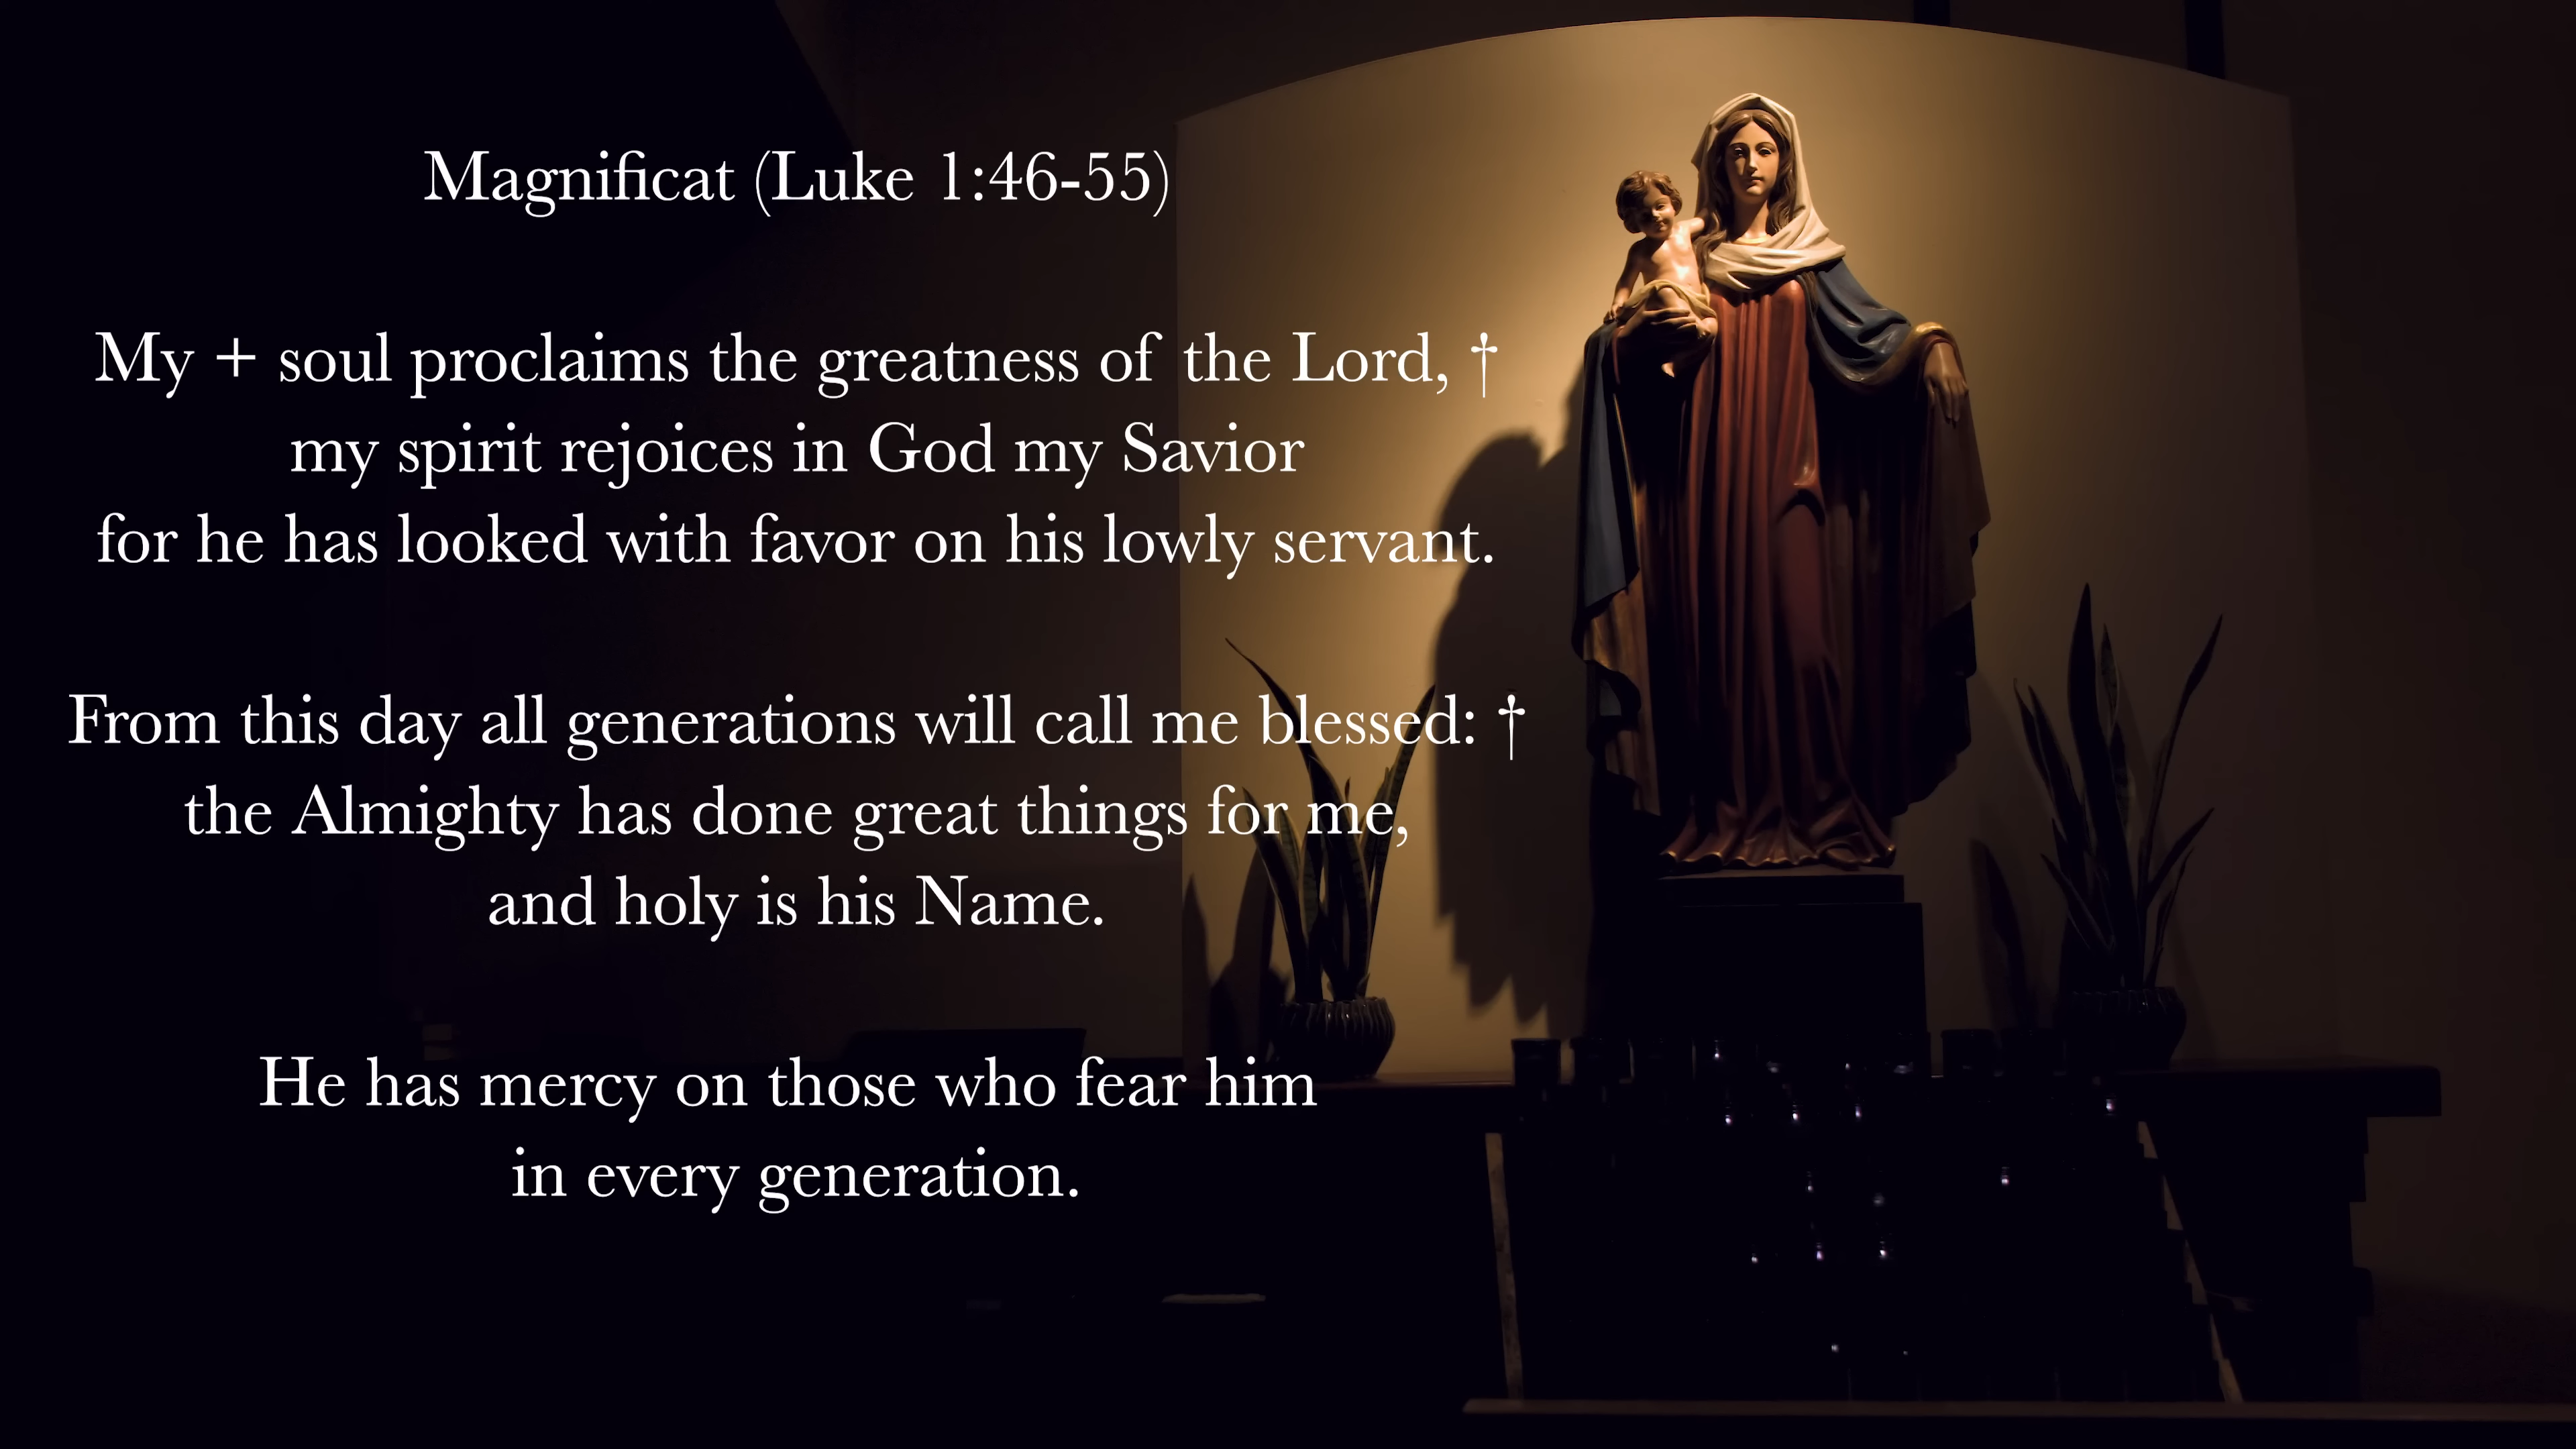 Magnificat (Luke 1:46-55)
My + soul proclaims the greatness of the Lord, †
my spirit rejoices in God my Savior
for he has looked with favor on his lowly servant.
From this day all generations will call me blessed: †
the Almighty has done great things for me,
and holy is his Name.
He has mercy on those who fear him
in every generation.